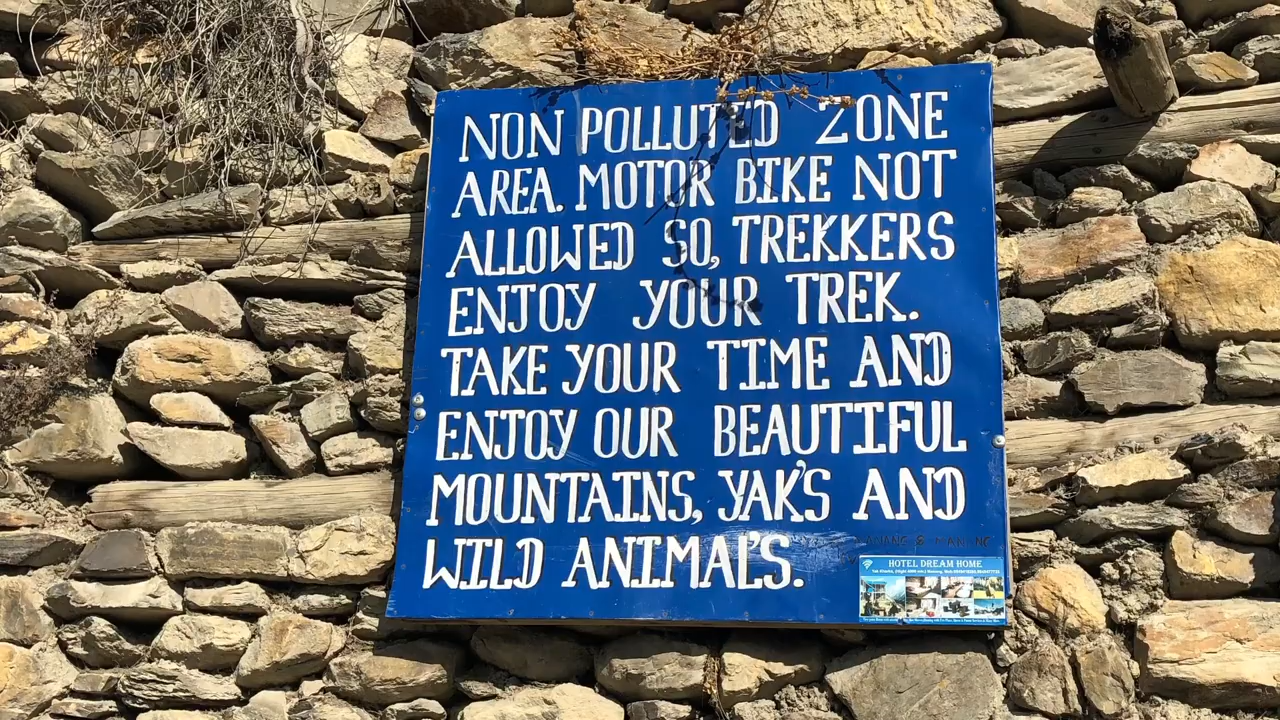 NON POLLUTED ZONE
AREA. MOTOR BIKE NOT
ALLOWED SO, TREKKERS
ENJOY YOUR TREK.
TAKE YOUR TIME AND
ENJOY OUR BEAUTIFUL
MOUNTAINS, YAK'S AND
WILD ANIMAL'S.
HOTEL DREAM HOME